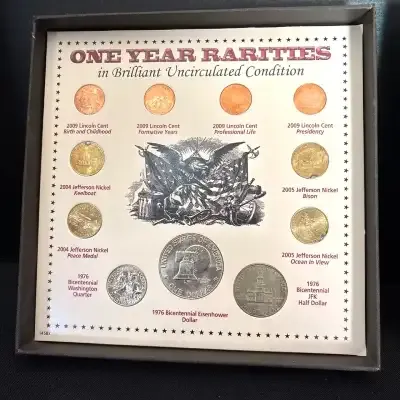 ONE YEAR RARITIES
in Brilliant Uncirculated Condition
2009 Lincoln Cent
Birth and Childhood
2009 Lincoln Cent
Formative Years
2009 Lincoln Cent
Professional Life
2009 Lincoln Cent
Presidency
2004 Jefferson Nickel
Keelboat
2005 Jefferson Nickel
Bison
2004 Jefferson Nickel
Peace Medal
2005 Jefferson Nickel
Ocean in View
1976
Bicentennial
Washington
Quarter
1976 Bicentennial Eisenhower
Dollar
1976
Bicentennial
JFK
Half Dollar